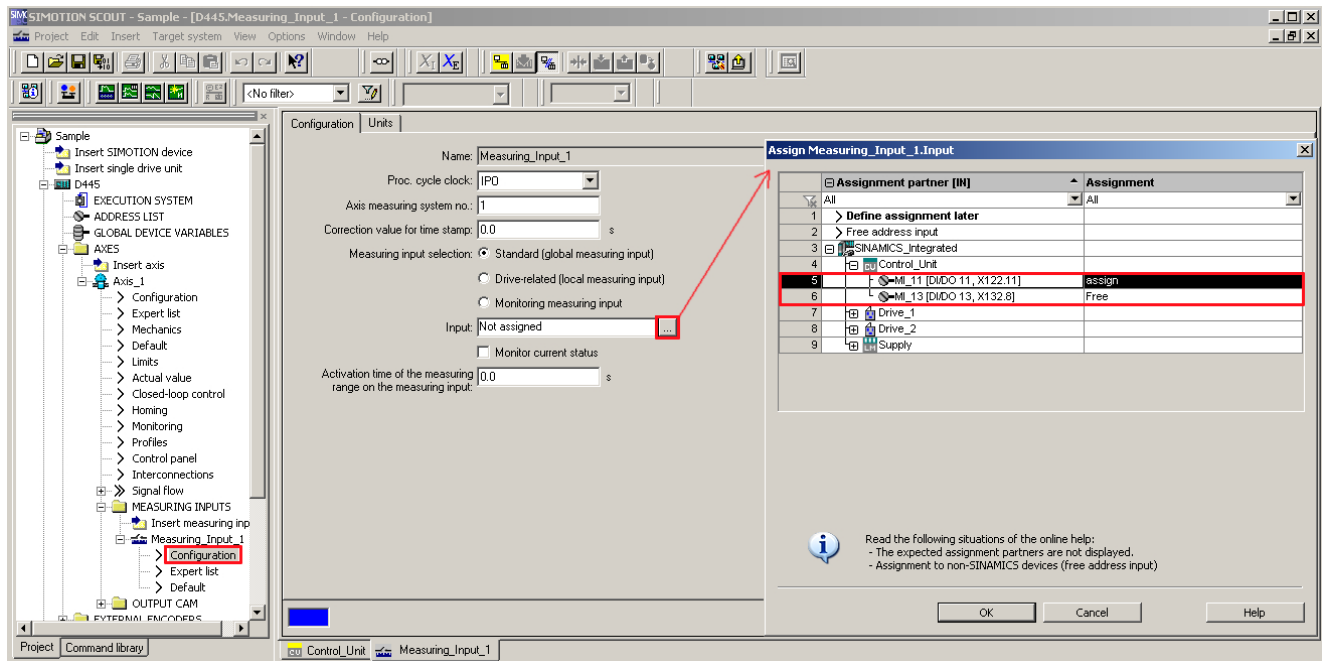 SIMOTION SCOUT - Sample - [D445.Measuring_Input_1 - Configuration]
Project Edit Insert Target system View Options Window Help
<No filter>
Sample
Insert SIMOTION device
Insert single drive unit
D445
EXECUTION SYSTEM
ADDRESS LIST
GLOBAL DEVICE VARIABLES
AXES
Insert axis
Axis_1
Configuration
Expert list
Mechanics
Default
Limits
Actual value
Closed-loop control
Homing
Monitoring
Profiles
Control panel
Interconnections
Signal flow
MEASURING INPUTS
Insert measuring inp
Measuring_Input_1
Configuration
Expert list
Default
OUTPUT CAM
EXTERNAL ENCODERS
Project Command library
Configuration Units
Name: Measuring_Input_1
Proc. cycle clock: IPO
Axis measuring system no.: 1
Correction value for time stamp: 0.0 s
Measuring input selection: Standard (global measuring input)
Drive-related (local measuring input)
Monitoring measuring input
Input: Not assigned ...
Monitor current status
Activation time of the measuring
range on the measuring input: 0.0 s
Control_Unit Measuring_Input_1
Assign Measuring_Input_1.Input
Assignment partner [IN] Assignment
All All
1 Define assignment later
2 Free address input
3 SINAMICS_Integrated
4 Control_Unit
5 MI_11 [DI/DO 11, X122.11] assign
6 MI_13 [DI/DO 13, X132.8] Free
7 Drive_1
8 Drive_2
9 Supply
Read the following situations of the online help:
- The expected assignment partners are not displayed.
- Assignment to non-SINAMICS devices (free address input)
OK Cancel Help